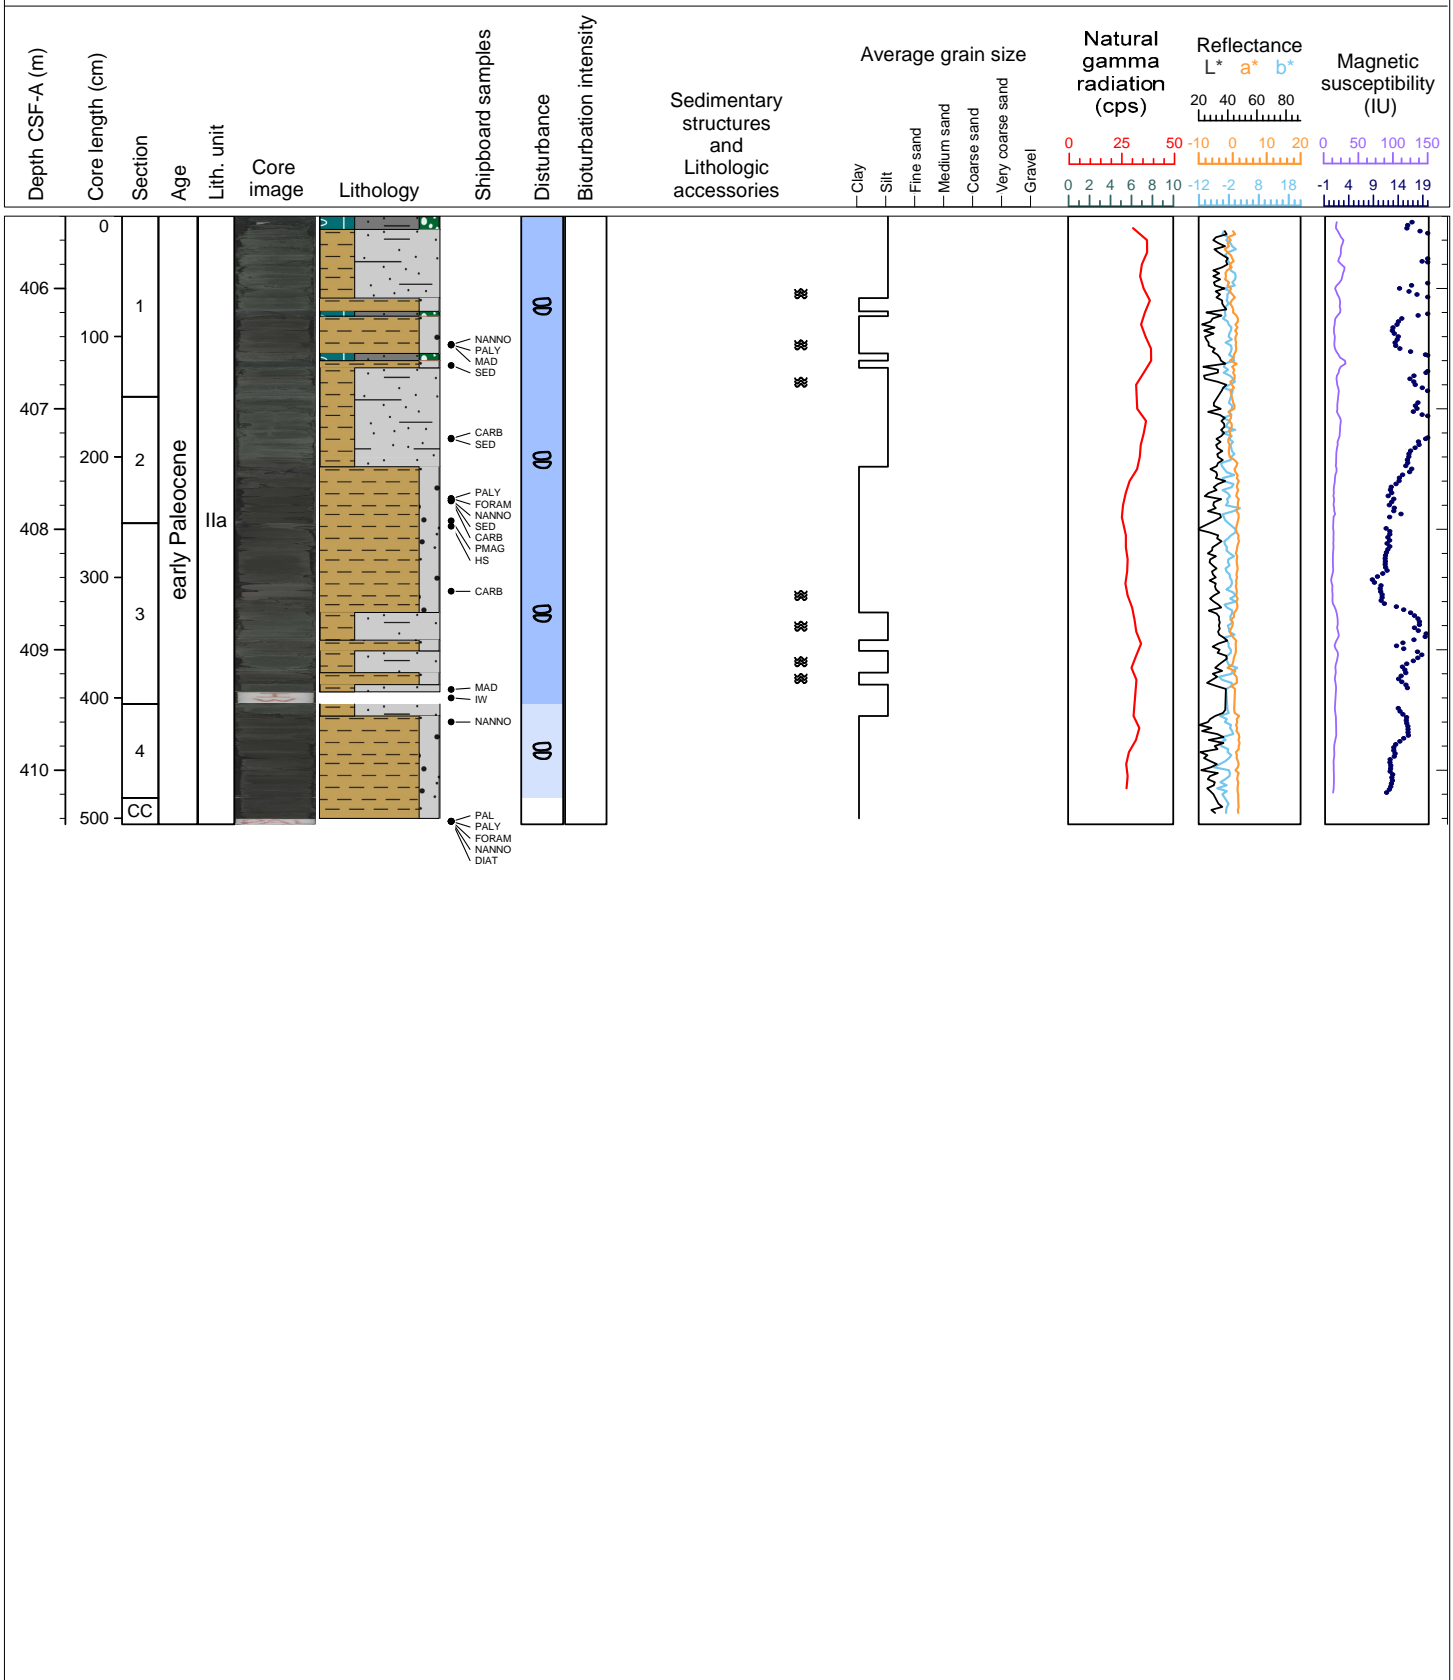 Depth CSF-A (m)
Core length (cm)
Section
Age
Lith. unit
Core
image
Lithology
Shipboard samples
Disturbance
Bioturbation intensity
Sedimentary
structures
and
Lithologic
accessories
Average grain size
Clay
Silt
Fine sand
Medium sand
Coarse sand
Very coarse sand
Gravel
Natural
gamma
radiation
(cps)
0 25 50
0 2 4 6 8 10
Reflectance
L* a* b*
20 40 60 80
-10 0 10 20
-12 -2 8 18
Magnetic
susceptibility
(IU)
0 50 100 150
-1 4 9 14 19
406
407
408
409
410
0
100
200
300
400
500
1
2
3
4
CC
early Paleocene
IIa
NANNO
PALY
MAD
SED
CARB
SED
PALY
FORAM
NANNO
SED
CARB
PMAG
HS
CARB
MAD
IW
NANNO
PAL
PALY
FORAM
NANNO
DIAT